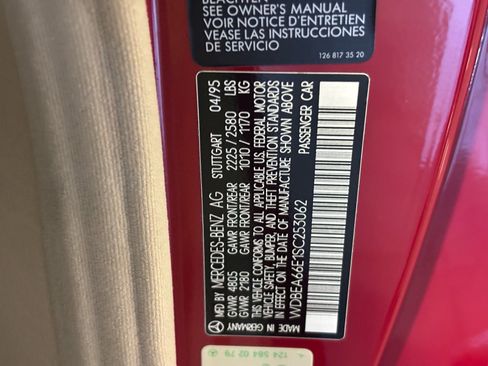 SEE OWNER'S MANUAL
VOIR NOTICE D'ENTRETIEN
VEASE LAS INSTRUCCIONES
DE SERVICIO
126 817 35 20
MFD. BY MERCEDES-BENZ AG STUTTGART 04/95
GVWR 4805 GAWR FRONT/REAR 2225/2580 LBS
GVWR 2180 GAWR FRONT/REAR 1010/1170 KG
THIS VEHICLE CONFORMS TO ALL APPLICABLE U.S. FEDERAL MOTOR
VEHICLE SAFETY, BUMPER, AND THEFT PREVENTION STANDARDS
IN EFFECT ON THE DATE OF MANUFACTURE SHOWN ABOVE
WDBEA66E1SC253062 PASSENGER CAR
MADE IN GERMANY
A 124 584 02 79